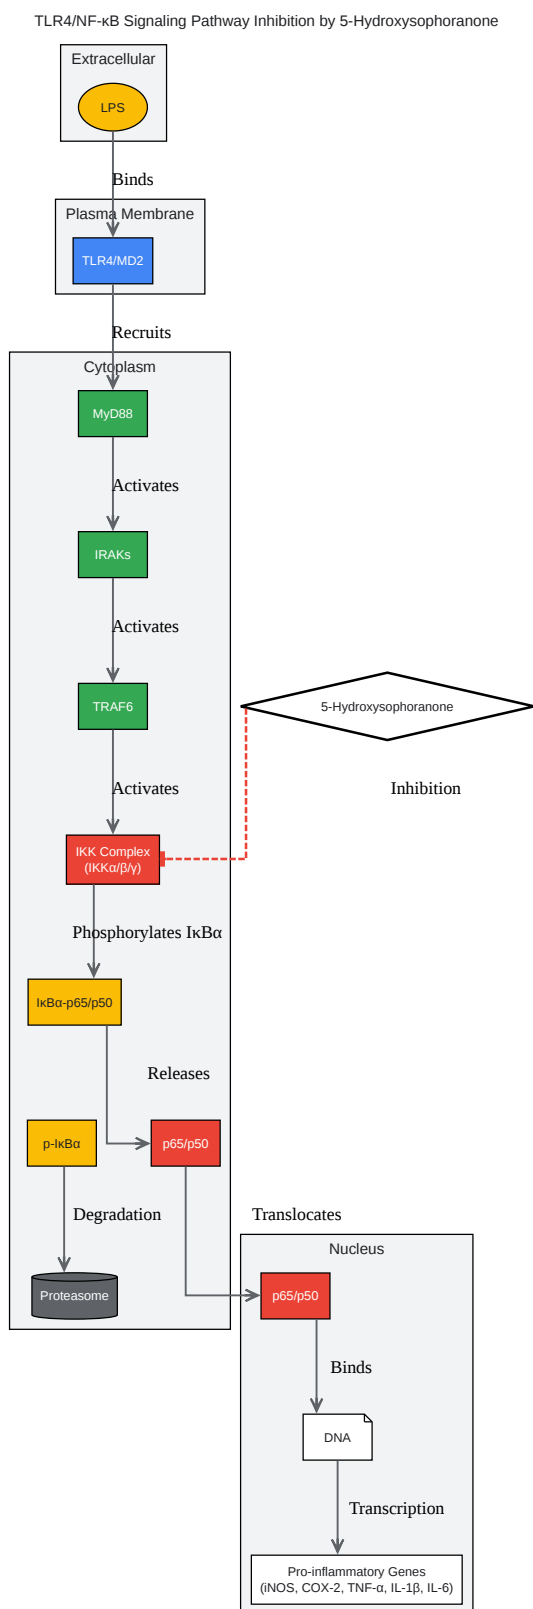 TLR4/NF-κB Signaling Pathway Inhibition by 5-Hydroxysophoranone
Extracellular
LPS
Binds
Plasma Membrane
TLR4/MD2
Recruits
Cytoplasm
MyD88
Activates
IRAKs
Activates
TRAF6
5-Hydroxysophoranone
Activates
Inhibition
IKK Complex
(IKKα/β/γ)
Phosphorylates IκBα
IκBα-p65/p50
Releases
p-IκBα
p65/p50
Degradation
Translocates
Nucleus
Proteasome
p65/p50
Binds
DNA
Transcription
Pro-inflammatory Genes
(iNOS, COX-2, TNF-α, IL-1β, IL-6)